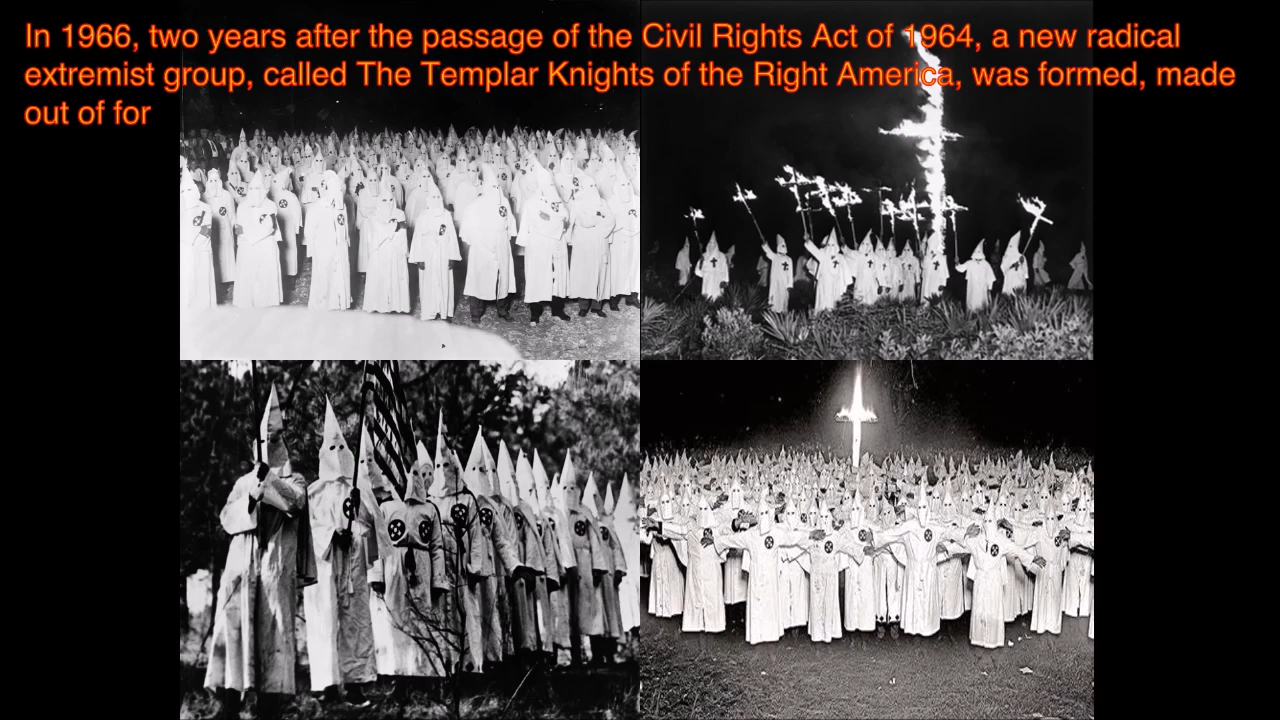 In 1966, two years after the passage of the Civil Rights Act of 1964, a new radical
extremist group, called The Templar Knights of the Right America, was formed, made
out of for